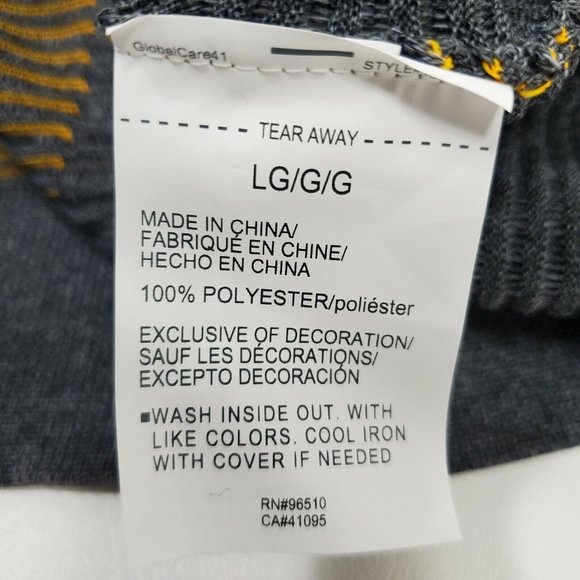 GlobalCare41
STYLE
TEAR AWAY
LG/G/G
MADE IN CHINA/
FABRIQUÉ EN CHINE/
HECHO EN CHINA
100% POLYESTER/poliéster
EXCLUSIVE OF DECORATION/
SAUF LES DÉCORATIONS/
EXCEPTO DECORACIÓN
WASH INSIDE OUT. WITH
LIKE COLORS. COOL IRON
WITH COVER IF NEEDED
RN#96510
CA#41095